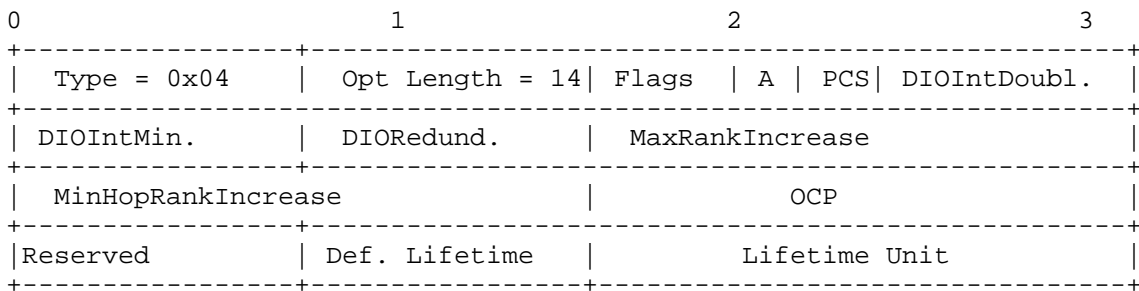 0 1 2 3
+-----------------+-------------------------------------------------+
| Type = 0x04 | Opt Length = 14| Flags | A | PCS| DIOIntDoubl. |
+-------------------------------------------------------------------+
| DIOIntMin. | DIORedund. | MaxRankIncrease |
+-----------------+-------------------------------------------------+
| MinHopRankIncrease | OCP |
+-----------------+-------------------------------------------------+
|Reserved | Def. Lifetime | Lifetime Unit |
+-----------------+-----------------+-------------------------------+